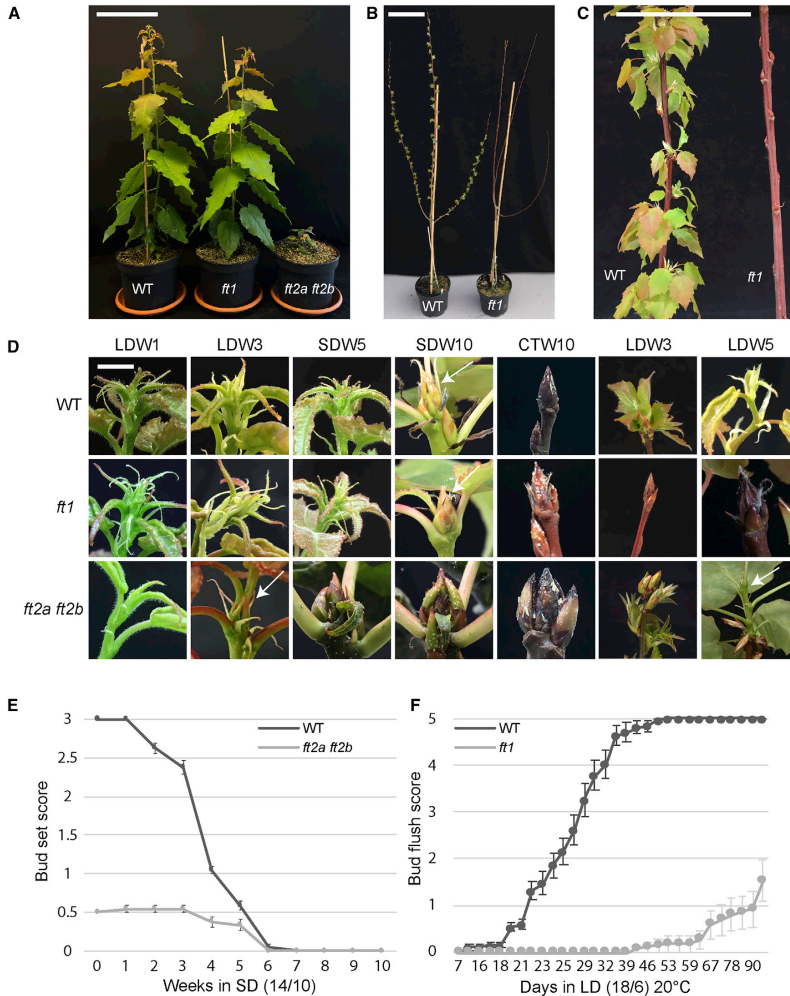 A
B
C
WT
ft1
ft2a ft2b
WT
ft1
WT
ft1
D
LDW1 LDW3 SDW5 SDW10 CTW10 LDW3 LDW5
WT
ft1
ft2a ft2b
E
F
3
2.5
2
1.5
1
0.5
0
Bud set score
WT
ft2a ft2b
0 1 2 3 4 5 6 7 8 9 10
Weeks in SD (14/10)
5
4
3
2
1
0
Bud flush score
WT
ft1
7 16 18 21 23 25 29 32 39 46 53 59 67 78 90
Days in LD (18/6) 20°C